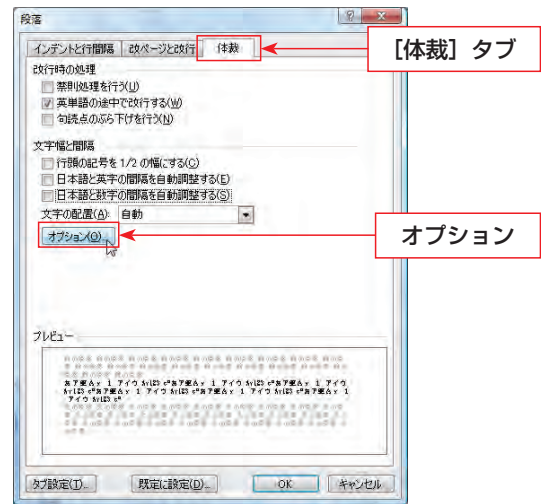 段落
インデントと行間隔 改ページと改行 体裁
[体裁] タブ
改行時の処理
禁則処理を行う(U)
英単語の途中で改行する(W)
句読点のぶら下げを行う(N)
文字幅と間隔
行頭の記号を 1/2 の幅にする(C)
日本語と英字の間隔を自動調整する(E)
日本語と数字の間隔を自動調整する(S)
文字の配置(A): 自動
オプション(O)...
オプション
プレビュー
タブ設定(T)... 既定に設定(D)... OK キャンセル